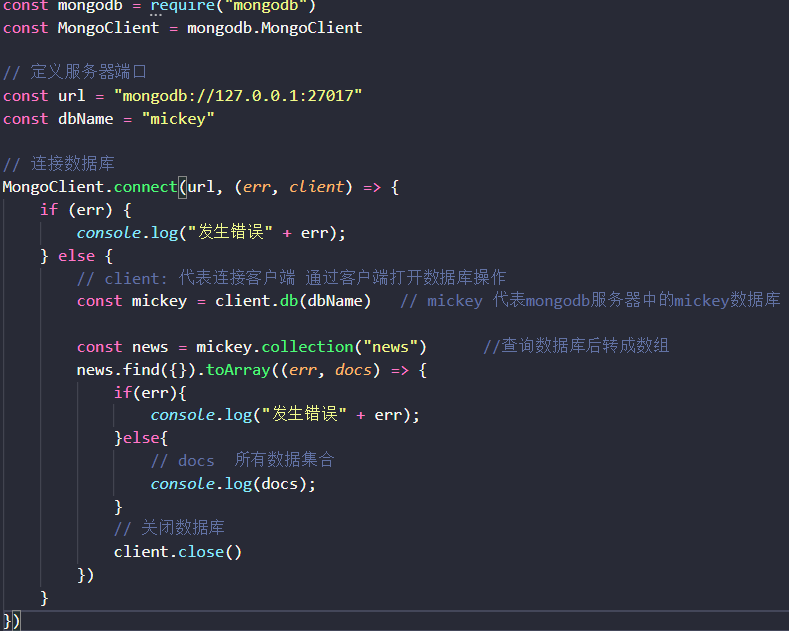 const mongodb = require("mongodb")
const MongoClient = mongodb.MongoClient
// 定义服务器端口
const url = "mongodb://127.0.0.1:27017"
const dbName = "mickey"
// 连接数据库
MongoClient.connect(url, (err, client) => {
if (err) {
console.log("发生错误" + err);
} else {
// client: 代表连接客户端 通过客户端打开数据库操作
const mickey = client.db(dbName) // mickey 代表mongodb服务器中的mickey数据库
const news = mickey.collection("news") //查询数据库后转成数组
news.find({}).toArray((err, docs) => {
if(err){
console.log("发生错误" + err);
}else{
// docs 所有数据集合
console.log(docs);
}
// 关闭数据库
client.close()
})
}
})